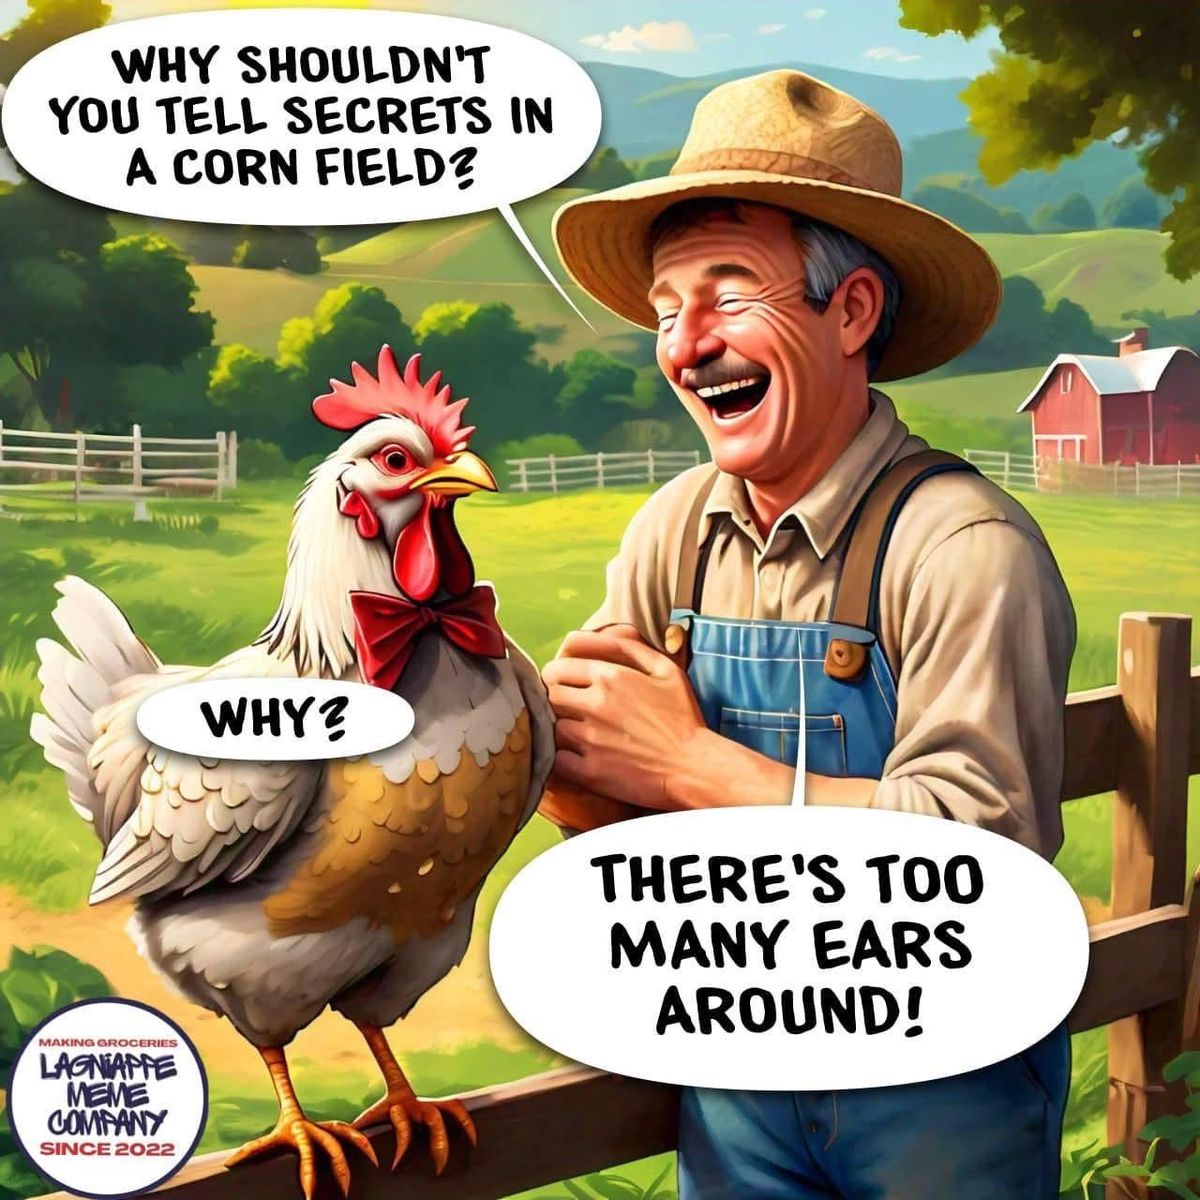 WHY SHOULDN'T
YOU TELL SECRETS IN
A CORN FIELD?
WHY?
THERE'S TOO
MANY EARS
AROUND!
MAKING GROCERIES
LAGNIAPPE
MEME
COMPANY
SINCE 2022